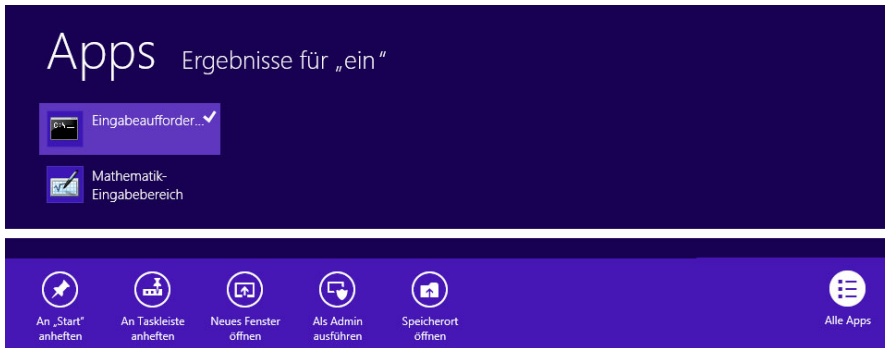 Apps Ergebnisse für „ein“
C:\_
Eingabeaufforder...
Mathematik-
Eingabebereich
An „Start“
anheften
An Taskleiste
anheften
Neues Fenster
öffnen
Als Admin
ausführen
Speicherort
öffnen
Alle Apps